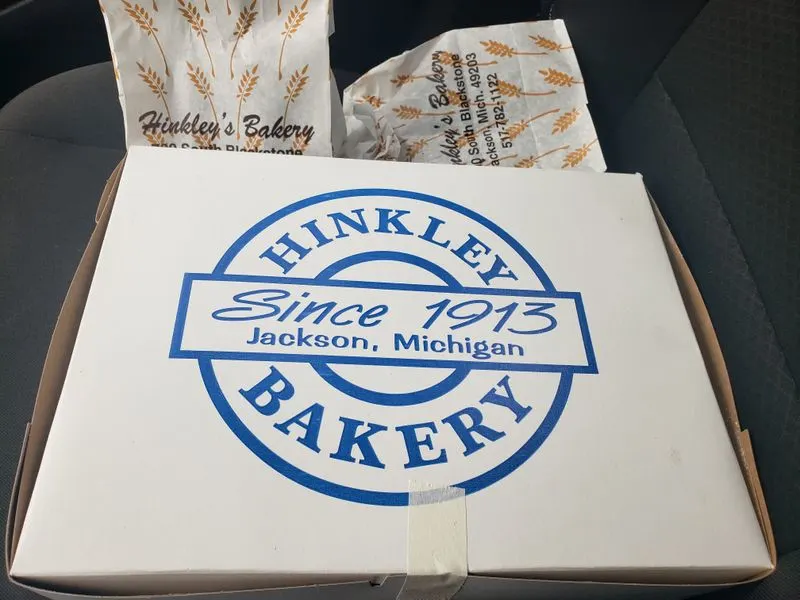 Hinkley's Bakery
South Blackstone
Bakery
South Blackstone
Jackson, Mich. 49203
517-782-1122
HINKLEY
Since 1913
Jackson, Michigan
BAKERY